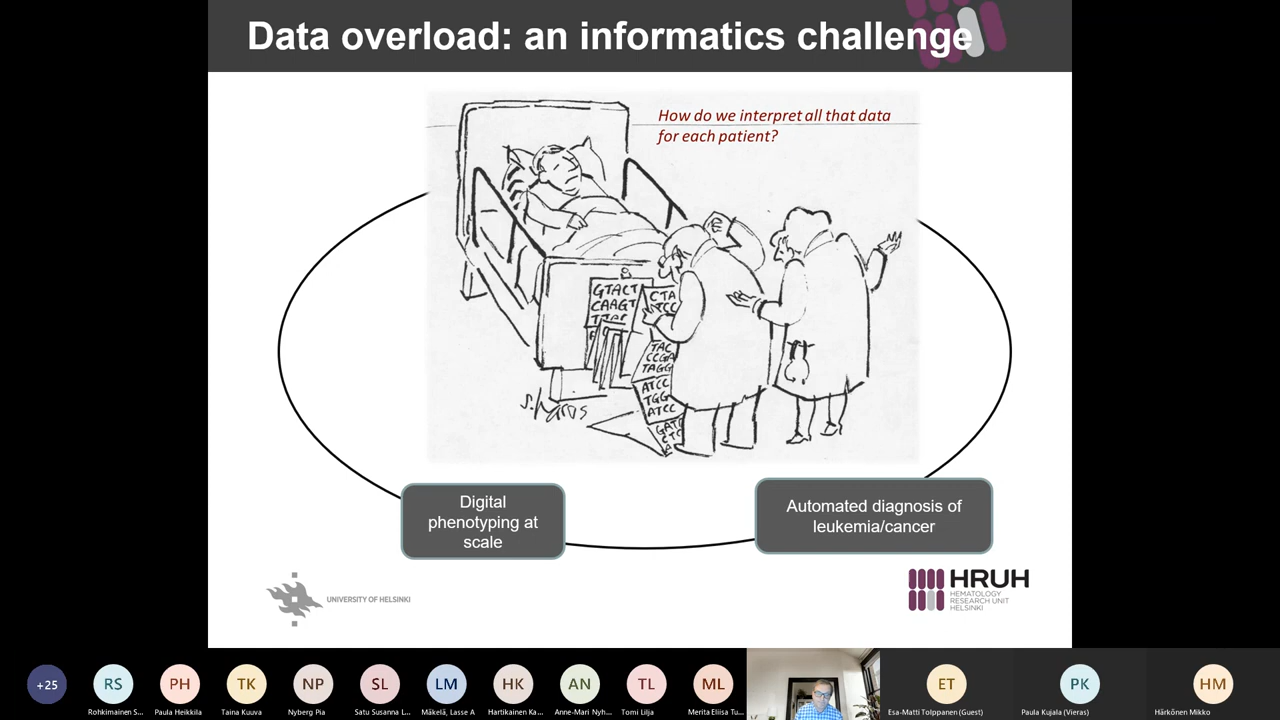 Data overload: an informatics challenge
How do we interpret all that data
for each patient?
GTACT
CAAGT
CTA
TAC
CCGA
TAGG
ATCC
TGG
ATCC
GATC
CTC
Digital
phenotyping at
scale
Automated diagnosis of
leukemia/cancer
UNIVERSITY OF HELSINKI
HRUH
HEMATOLOGY
RESEARCH UNIT
HELSINKI
+25
RS
PH
TK
NP
SL
LM
HK
AN
TL
ML
ET
PK
HM
Rohkimainen S...
Paula Heikkila
Taina Kuuva
Nyberg Pia
Satu Susanna L...
Mäkelä, Lasse A
Hartikainen Ka...
Anne-Mari Nyh...
Tomi Lilja
Merita Eliisa Tu...
Esa-Matti Tolppanen (Guest)
Paula Kujala (Vieras)
Härkönen Mikko